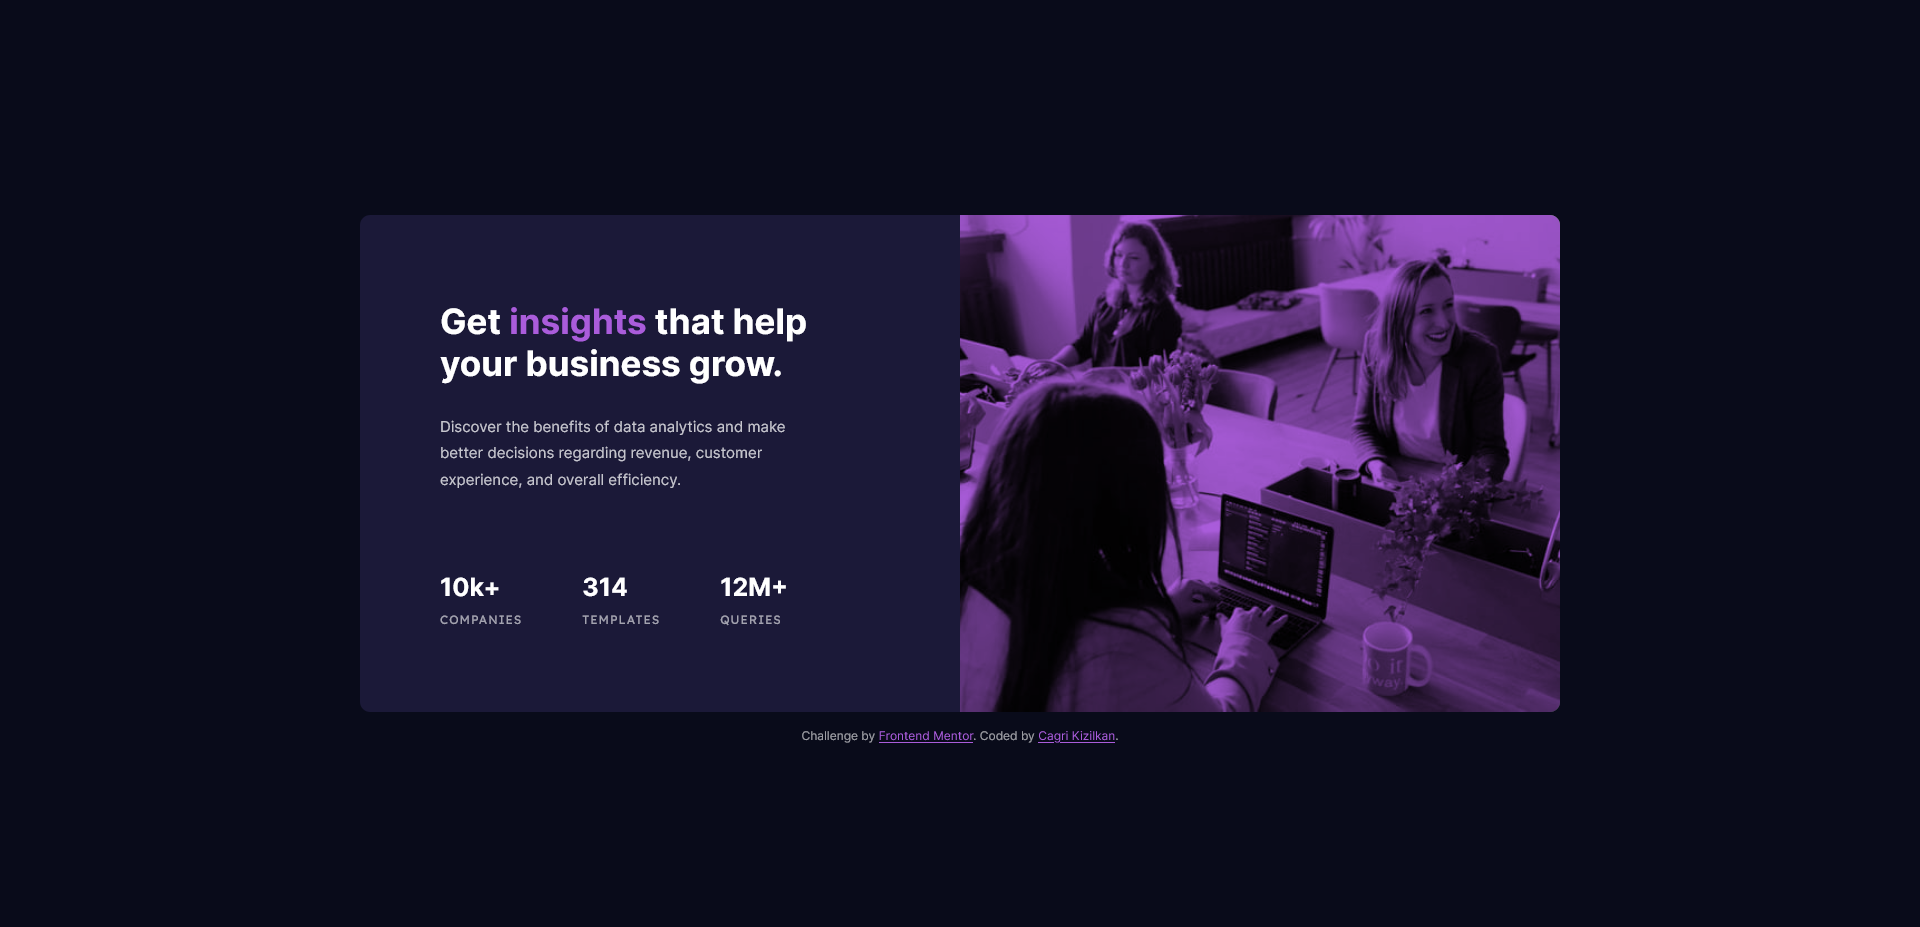 Get insights that help
your business grow.
Discover the benefits of data analytics and make
better decisions regarding revenue, customer
experience, and overall efficiency.
10k+
COMPANIES
314
TEMPLATES
12M+
QUERIES
Challenge by Frontend Mentor. Coded by Cagri Kizilkan.